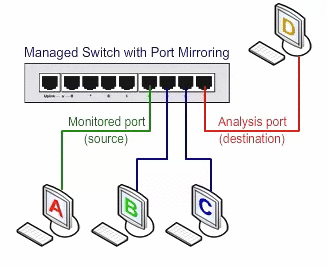 D
Managed Switch with Port Mirroring
Monitored port
(source)
Analysis port
(destination)
A
B
C